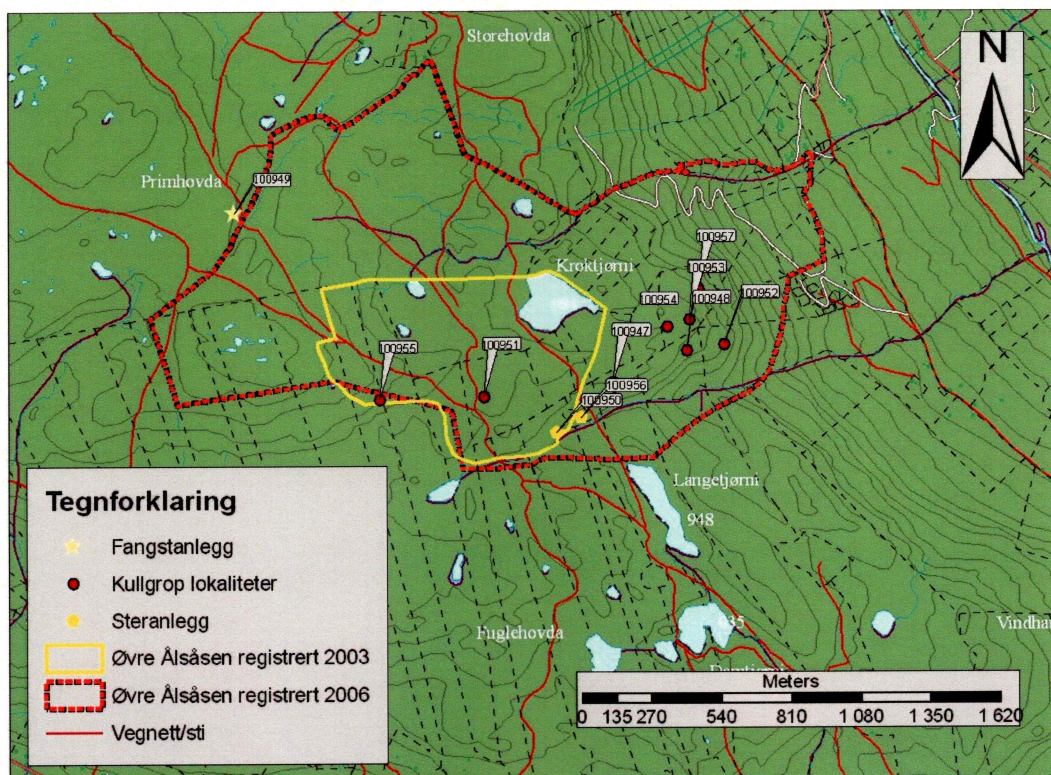 Storehovda
N
Primhovda
100949
100957
Kroktjørni
100953
100954
100948
100952
100947
100955
100951
100956
100950
Langetjørni
948
Tegnforklaring
Fangstanlegg
Kullgrop lokaliteter
Steranlegg
Øvre Ålsåsen registrert 2003
Øvre Ålsåsen registrert 2006
Vegnett/sti
Fuglehovda
935
Meters
0 135 270 540 810 1 080 1 350 1 620